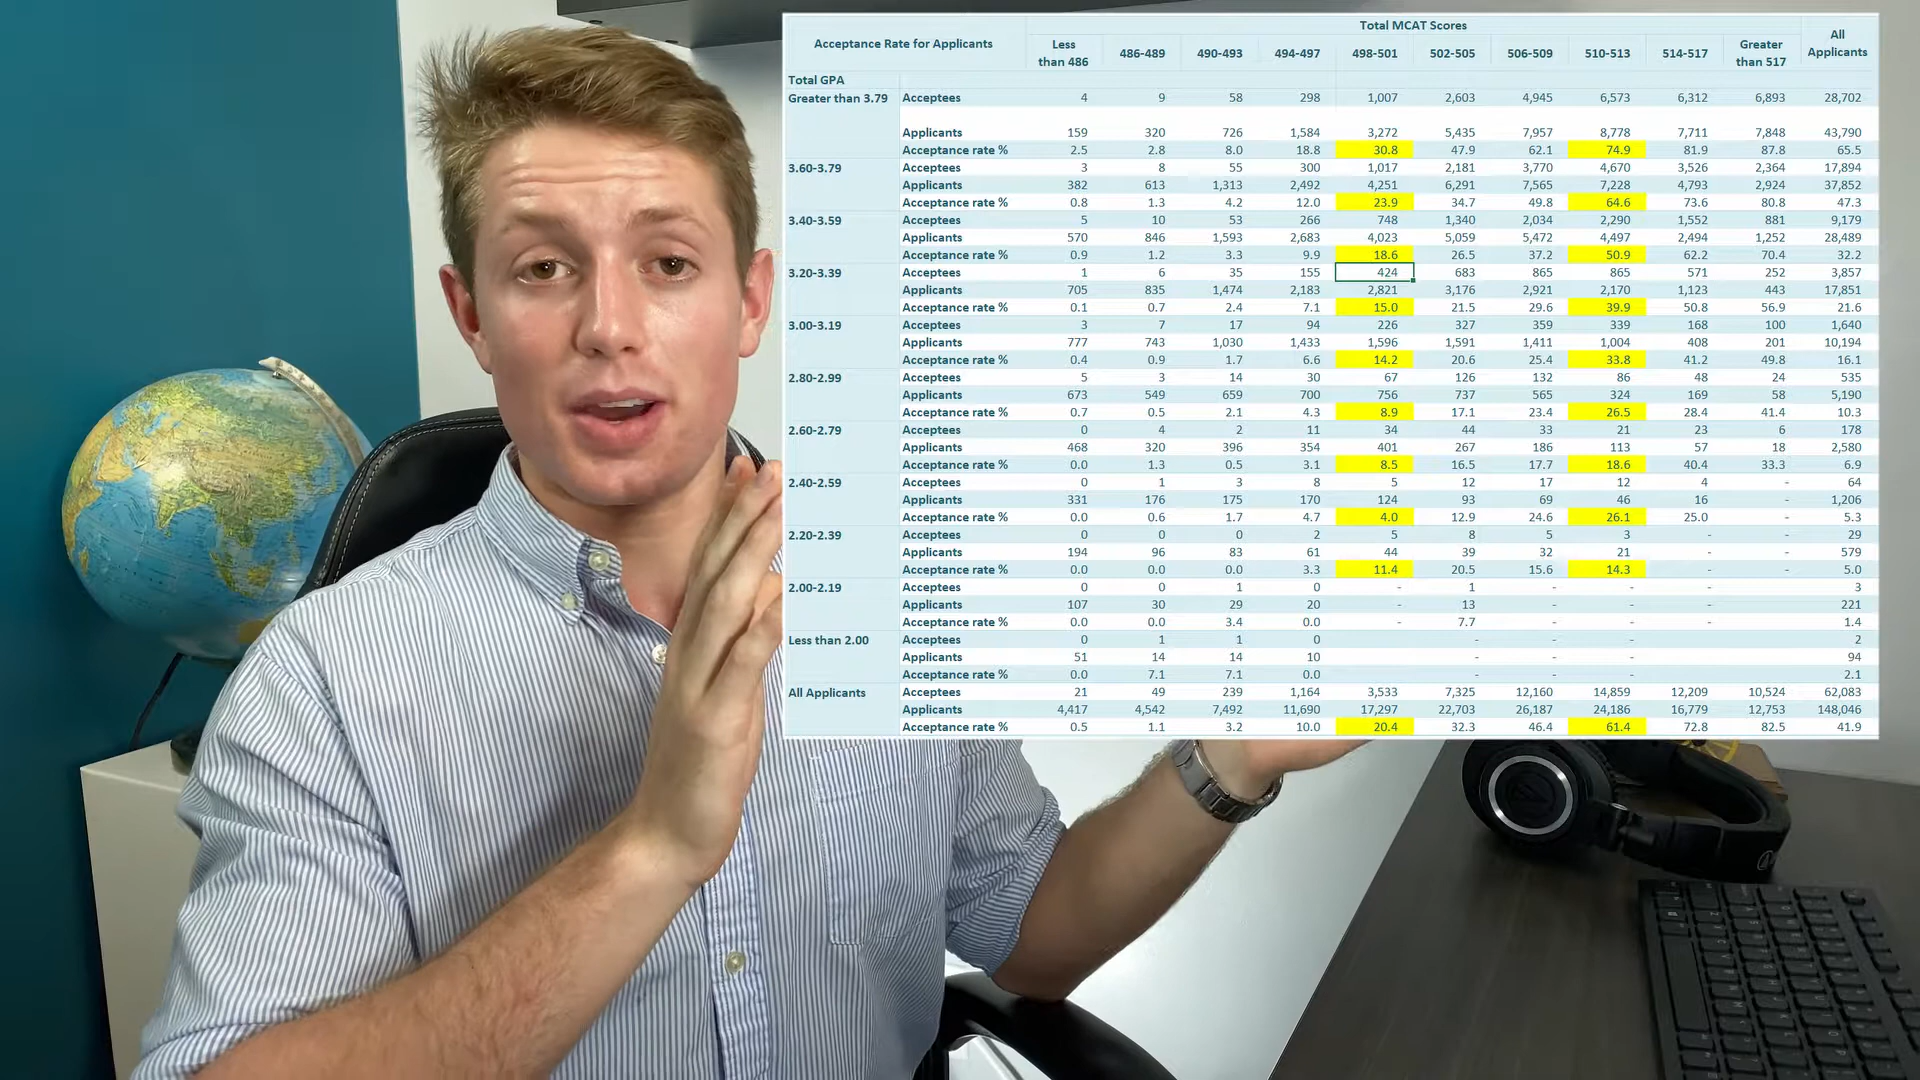 Total MCAT Scores
Acceptance Rate for Applicants Less than 486 486-489 490-493 494-497 498-501 502-505 506-509 510-513 514-517 Greater than 517 All Applicants
Total GPA
Greater than 3.79 Acceptees 4 9 58 298 1,007 2,603 4,945 6,573 6,312 6,893 28,702
Applicants 159 320 726 1,584 3,272 5,435 7,957 8,778 7,711 7,848 43,790
Acceptance rate % 2.5 2.8 8.0 18.8 30.8 47.9 62.1 74.9 81.9 87.8 65.5
3.60-3.79 Acceptees 3 8 55 300 1,017 2,181 3,770 4,670 3,526 2,364 17,894
Applicants 382 613 1,313 2,492 4,251 6,291 7,565 7,228 4,793 2,924 37,852
Acceptance rate % 0.8 1.3 4.2 12.0 23.9 34.7 49.8 64.6 73.6 80.8 47.3
3.40-3.59 Acceptees 5 10 53 266 748 1,340 2,034 2,290 1,552 881 9,179
Applicants 570 846 1,593 2,683 4,023 5,059 5,472 4,497 2,494 1,252 28,489
Acceptance rate % 0.9 1.2 3.3 9.9 18.6 26.5 37.2 50.9 62.2 70.4 32.2
3.20-3.39 Acceptees 1 6 35 155 424 683 865 865 571 252 3,857
Applicants 705 835 1,474 2,183 2,821 3,176 2,921 2,170 1,123 443 17,851
Acceptance rate % 0.1 0.7 2.4 7.1 15.0 21.5 29.6 39.9 50.8 56.9 21.6
3.00-3.19 Acceptees 3 7 17 94 226 327 359 339 168 100 1,640
Applicants 777 743 1,030 1,433 1,596 1,591 1,411 1,004 408 201 10,194
Acceptance rate % 0.4 0.9 1.7 6.6 14.2 20.6 25.4 33.8 41.2 49.8 16.1
2.80-2.99 Acceptees 5 3 14 30 67 126 132 86 48 24 535
Applicants 673 549 659 700 756 737 565 324 169 58 5,190
Acceptance rate % 0.7 0.5 2.1 4.3 8.9 17.1 23.4 26.5 28.4 41.4 10.3
2.60-2.79 Acceptees 0 4 2 11 34 44 33 21 23 6 178
Applicants 468 320 396 354 401 267 186 113 57 18 2,580
Acceptance rate % 0.0 1.3 0.5 3.1 8.5 16.5 17.7 18.6 40.4 33.3 6.9
2.40-2.59 Acceptees 0 1 3 8 5 12 17 12 4 - 64
Applicants 331 176 175 170 124 93 69 46 16 - 1,206
Acceptance rate % 0.0 0.6 1.7 4.7 4.0 12.9 24.6 26.1 25.0 - 5.3
2.20-2.39 Acceptees 0 0 0 2 5 8 5 3 - - 29
Applicants 194 96 83 61 44 39 32 21 - - 579
Acceptance rate % 0.0 0.0 0.0 3.3 11.4 20.5 15.6 14.3 - - 5.0
2.00-2.19 Acceptees 0 0 1 0 - 1 - - - 3
Applicants 107 30 29 20 - 13 - - - 221
Acceptance rate % 0.0 0.0 3.4 0.0 - 7.7 - - - 1.4
Less than 2.00 Acceptees 0 1 1 0 - - - 2
Applicants 51 14 14 10 - - - 94
Acceptance rate % 0.0 7.1 7.1 0.0 - - - 2.1
All Applicants Acceptees 21 49 239 1,164 3,533 7,325 12,160 14,859 12,209 10,524 62,083
Applicants 4,417 4,542 7,492 11,690 17,297 22,703 26,187 24,186 16,779 12,753 148,046
Acceptance rate % 0.5 1.1 3.2 10.0 20.4 32.3 46.4 61.4 72.8 82.5 41.9